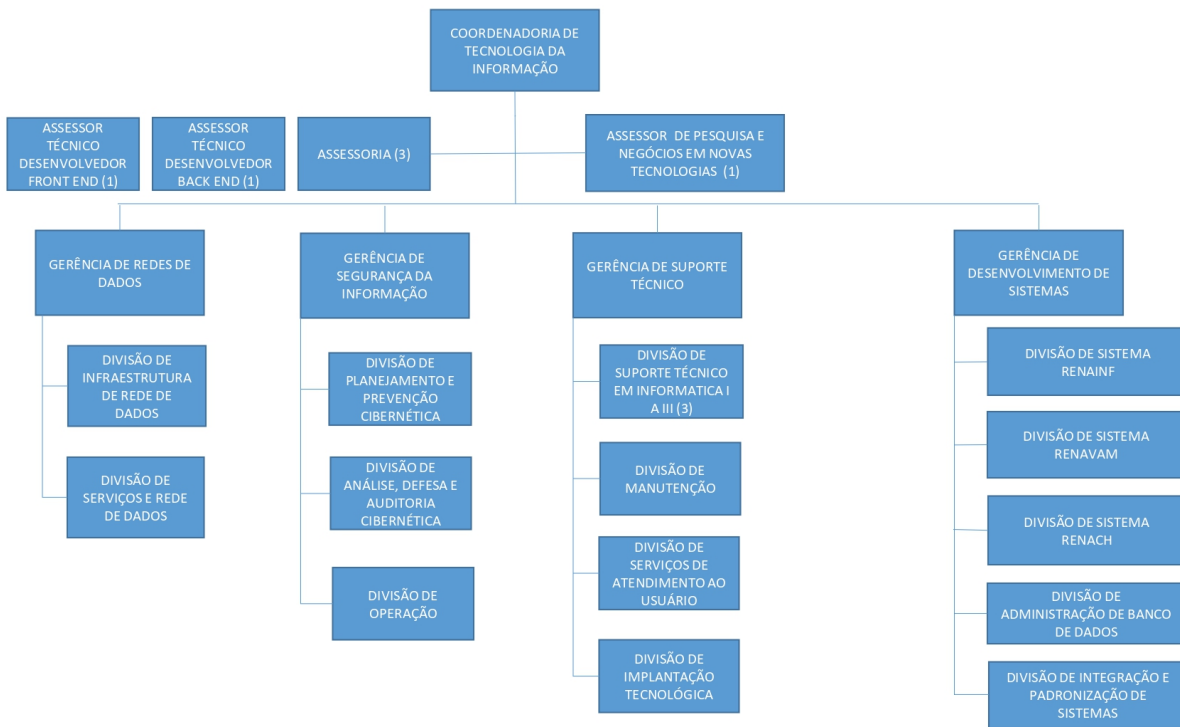 COORDENADORIA DE
TECNOLOGIA DA
INFORMAÇÃO
ASSESSOR
TÉCNICO
DESENVOLVEDOR
FRONT END (1)
ASSESSOR
TÉCNICO
DESENVOLVEDOR
BACK END (1)
ASSESSORIA (3)
ASSESSOR DE PESQUISA E
NEGÓCIOS EM NOVAS
TECNOLOGIAS (1)
GERÊNCIA DE REDES DE
DADOS
DIVISÃO DE
INFRAESTRUTURA
DE REDE DE
DADOS
DIVISÃO DE
SERVIÇOS E REDE
DE DADOS
GERÊNCIA DE
SEGURANÇA DA
INFORMAÇÃO
DIVISÃO DE
PLANEJAMENTO E
PREVENÇÃO
CIBERNÉTICA
DIVISÃO DE
ANÁLISE, DEFESA E
AUDITORIA
CIBERNÉTICA
DIVISÃO DE
OPERAÇÃO
GERÊNCIA DE SUPORTE
TÉCNICO
DIVISÃO DE
SUPORTE TÉCNICO
EM INFORMATICA I
A III (3)
DIVISÃO DE
MANUTENÇÃO
DIVISÃO DE
SERVIÇOS DE
ATENDIMENTO AO
USUÁRIO
DIVISÃO DE
IMPLANTAÇÃO
TECNOLÓGICA
GERÊNCIA DE
DESENVOLVIMENTO DE
SISTEMAS
DIVISÃO DE SISTEMA
RENAINF
DIVISÃO DE SISTEMA
RENAVAM
DIVISÃO DE SISTEMA
RENACH
DIVISÃO DE
ADMINISTRAÇÃO DE BANCO
DE DADOS
DIVISÃO DE INTEGRAÇÃO E
PADRONIZAÇÃO DE
SISTEMAS